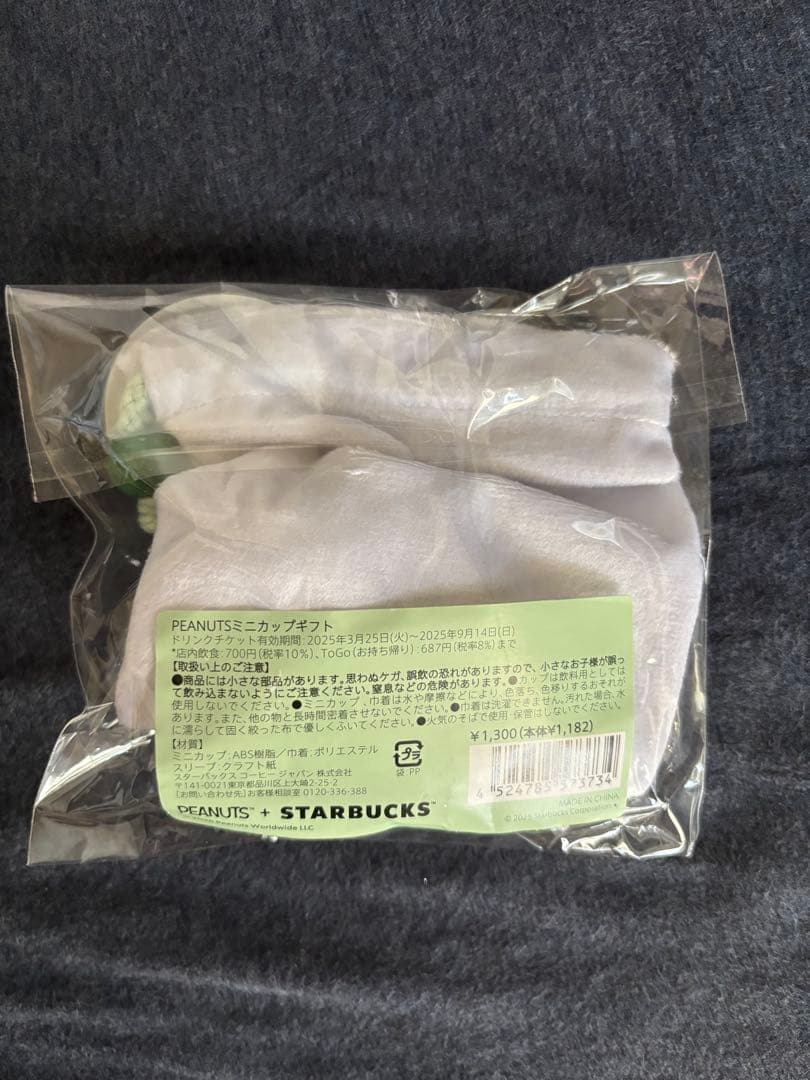 PEANUTSミニカップギフト
ドリンクチケット有効期間：2025年3月25日(火)～2025年9月14日(日)
*店内飲食：700円(税率10%)、ToGo(お持ち帰り)：687円(税率8%)まで
【取扱い上のご注意】
●商品には小さな部品があります。思わぬケガ、誤飲の恐れがありますので、小さなお子様が誤っ
て飲み込まないようにご注意ください。窒息などの危険があります。●カップは飲料用としては
使用しないでください。●ミニカップ、巾着は水や摩擦などにより、色落ち、色移りするおそれが
あります。また、他の物と長時間密着させないでください。●巾着は洗濯できません。汚れた場合、水
に濡らして固く絞った布で優しくふいてください。●火気のそばで使用・保管はしないでください。
¥1,300(本体¥1,182)
【材質】
ミニカップ：ABS樹脂／巾着：ポリエステル
スリーブ：クラフト紙
スターバックス コーヒー ジャパン 株式会社
〒141-0021東京都品川区上大崎2-25-2
［お問い合わせ先］お客様相談室 0120-336-388
プラ
袋：PP
PEANUTS™ + STARBUCKS™
Peanuts Worldwide LLC
MADE IN CHINA
© 2025 Starbucks Corporation